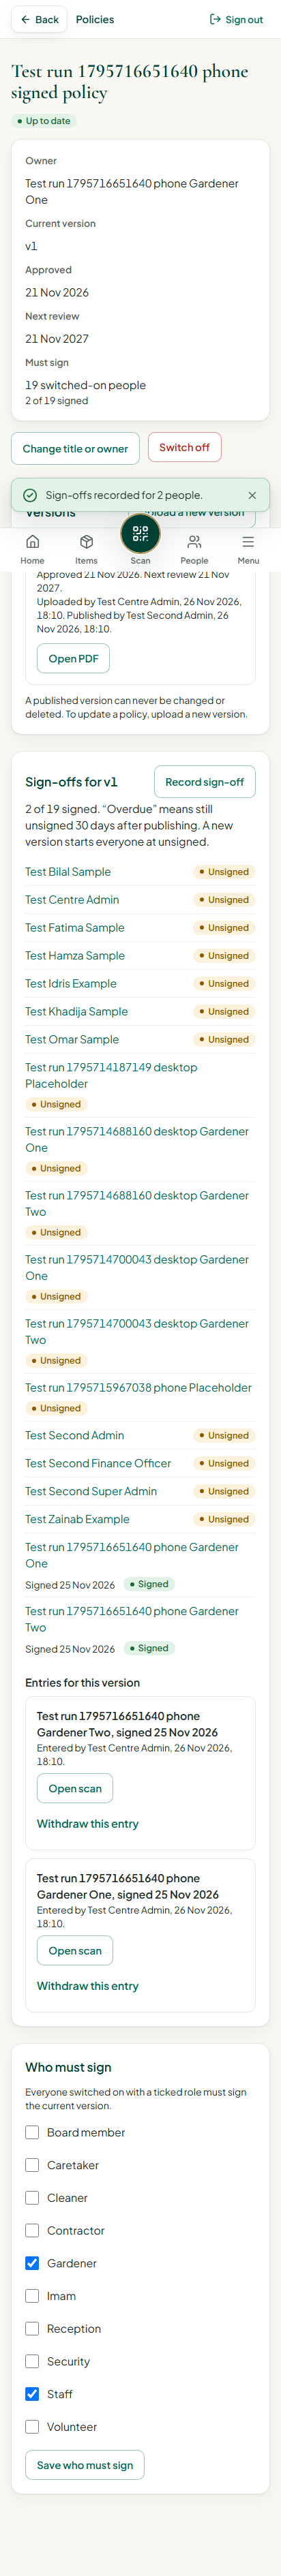 Back
Policies
Sign out
Test run 1795716651640 phone
signed policy
Up to date
Owner
Test run 1795716651640 phone Gardener
One
Current version
v1
Approved
21 Nov 2026
Next review
21 Nov 2027
Must sign
19 switched-on people
2 of 19 signed
Change title or owner
Switch off
Sign-offs recorded for 2 people.
Versions
Upload a new version
Home
Items
Scan
People
Menu
Approved 21 Nov 2026. Next review 21 Nov
2027.
Uploaded by Test Centre Admin, 26 Nov 2026,
18:10. Published by Test Second Admin, 26
Nov 2026, 18:10.
Open PDF
A published version can never be changed or
deleted. To update a policy, upload a new version.
Sign-offs for v1
Record sign-off
2 of 19 signed. “Overdue” means still
unsigned 30 days after publishing. A new
version starts everyone at unsigned.
Test Bilal Sample
Unsigned
Test Centre Admin
Unsigned
Test Fatima Sample
Unsigned
Test Hamza Sample
Unsigned
Test Idris Example
Unsigned
Test Khadija Sample
Unsigned
Test Omar Sample
Unsigned
Test run 1795714187149 desktop
Placeholder
Unsigned
Test run 1795714688160 desktop Gardener
One
Unsigned
Test run 1795714688160 desktop Gardener
Two
Unsigned
Test run 1795714700043 desktop Gardener
One
Unsigned
Test run 1795714700043 desktop Gardener
Two
Unsigned
Test run 1795715967038 phone Placeholder
Unsigned
Test Second Admin
Unsigned
Test Second Finance Officer
Unsigned
Test Second Super Admin
Unsigned
Test Zainab Example
Unsigned
Test run 1795716651640 phone Gardener
One
Signed 25 Nov 2026
Signed
Test run 1795716651640 phone Gardener
Two
Signed 25 Nov 2026
Signed
Entries for this version
Test run 1795716651640 phone
Gardener Two, signed 25 Nov 2026
Entered by Test Centre Admin, 26 Nov 2026,
18:10.
Open scan
Withdraw this entry
Test run 1795716651640 phone
Gardener One, signed 25 Nov 2026
Entered by Test Centre Admin, 26 Nov 2026,
18:10.
Open scan
Withdraw this entry
Who must sign
Everyone switched on with a ticked role must sign
the current version.
Board member
Caretaker
Cleaner
Contractor
Gardener
Imam
Reception
Security
Staff
Volunteer
Save who must sign